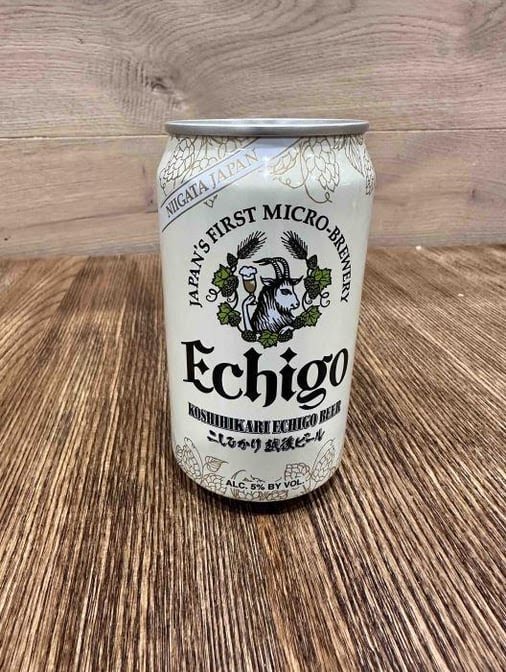 NIIGATA JAPAN
JAPAN'S FIRST MICRO-BREWERY
Echigo
KOSHIHIKARI ECHIGO BEER
こしひかり越後ビール
ALC. 5% BY VOL.